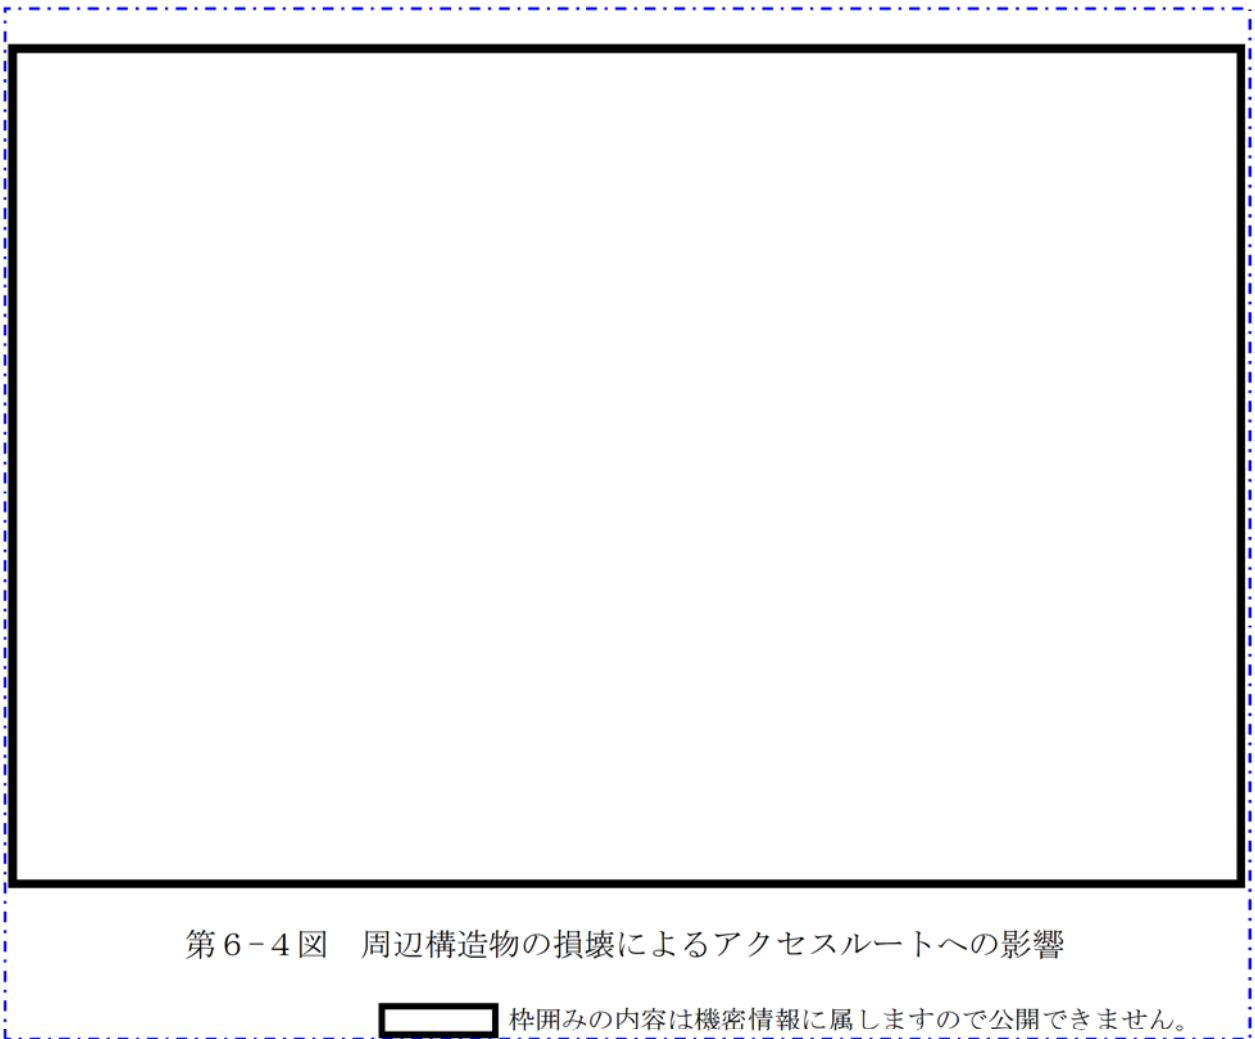 第６−４図　周辺構造物の損壊によるアクセスルートへの影響
枠囲みの内容は機密情報に属しますので公開できません。